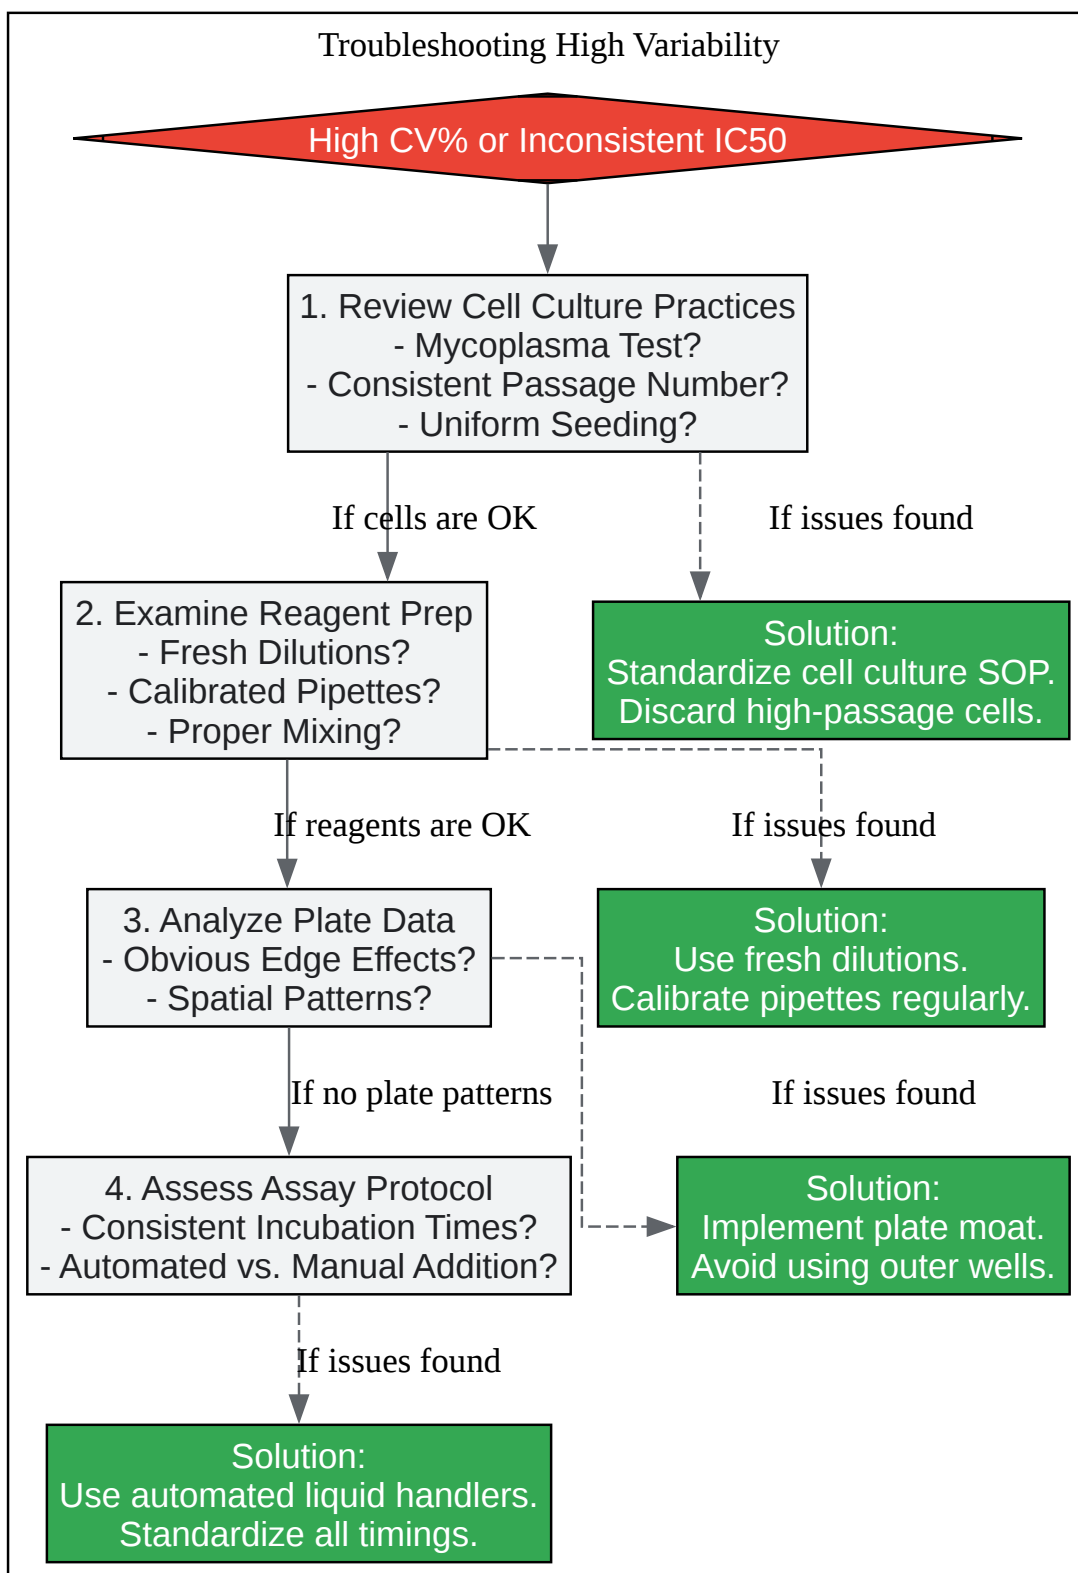 Troubleshooting High Variability
High CV% or Inconsistent IC50
1. Review Cell Culture Practices
- Mycoplasma Test?
- Consistent Passage Number?
- Uniform Seeding?
If cells are OK
If issues found
2. Examine Reagent Prep
- Fresh Dilutions?
- Calibrated Pipettes?
- Proper Mixing?
Solution:
Standardize cell culture SOP.
Discard high-passage cells.
If reagents are OK
If issues found
3. Analyze Plate Data
- Obvious Edge Effects?
- Spatial Patterns?
Solution:
Use fresh dilutions.
Calibrate pipettes regularly.
If no plate patterns
If issues found
4. Assess Assay Protocol
- Consistent Incubation Times?
- Automated vs. Manual Addition?
Solution:
Implement plate moat.
Avoid using outer wells.
If issues found
Solution:
Use automated liquid handlers.
Standardize all timings.